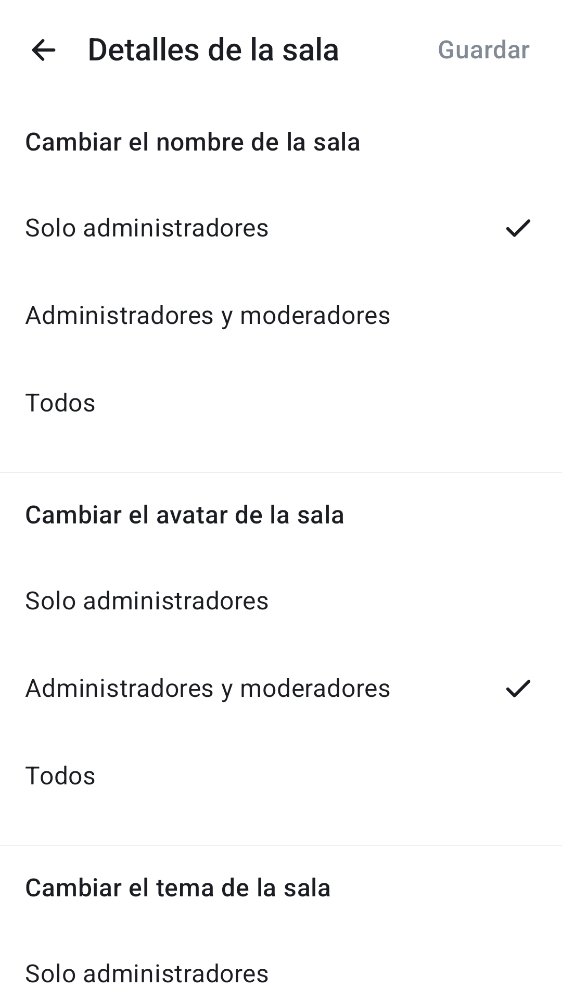 Detalles de la sala
Guardar
Cambiar el nombre de la sala
Solo administradores
Administradores y moderadores
Todos
Cambiar el avatar de la sala
Solo administradores
Administradores y moderadores
Todos
Cambiar el tema de la sala
Solo administradores